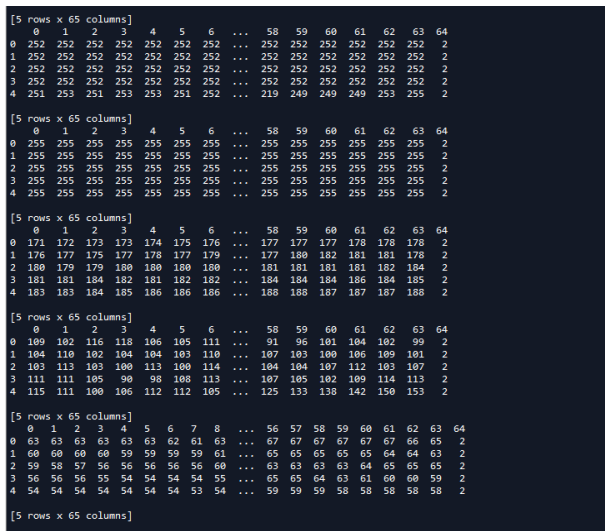 [5 rows x 65 columns]
0 1 2 3 4 5 6 ... 58 59 60 61 62 63 64
0 252 252 252 252 252 252 252 ... 252 252 252 252 252 252 2
1 252 252 252 252 252 252 252 ... 252 252 252 252 252 252 2
2 252 252 252 252 252 252 252 ... 252 252 252 252 252 252 2
3 252 252 252 252 252 252 252 ... 252 252 252 252 252 252 2
4 251 253 251 253 253 251 252 ... 219 249 249 249 253 255 2
[5 rows x 65 columns]
0 1 2 3 4 5 6 ... 58 59 60 61 62 63 64
0 255 255 255 255 255 255 255 ... 255 255 255 255 255 255 2
1 255 255 255 255 255 255 255 ... 255 255 255 255 255 255 2
2 255 255 255 255 255 255 255 ... 255 255 255 255 255 255 2
3 255 255 255 255 255 255 255 ... 255 255 255 255 255 255 2
4 255 255 255 255 255 255 255 ... 255 255 255 255 255 255 2
[5 rows x 65 columns]
0 1 2 3 4 5 6 ... 58 59 60 61 62 63 64
0 171 172 173 173 174 175 176 ... 177 177 177 178 178 178 2
1 176 177 175 177 178 177 179 ... 177 180 182 181 181 178 2
2 180 179 179 180 180 180 180 ... 181 181 181 181 182 184 2
3 181 181 184 182 181 182 182 ... 184 184 184 186 184 185 2
4 183 183 184 185 186 186 186 ... 188 188 187 187 187 188 2
[5 rows x 65 columns]
0 1 2 3 4 5 6 ... 58 59 60 61 62 63 64
0 109 102 116 118 106 105 111 ... 91 96 101 104 102 99 2
1 104 110 102 104 104 103 110 ... 107 103 100 106 109 101 2
2 103 113 103 100 113 100 114 ... 104 104 107 112 103 107 2
3 111 111 105 90 98 108 113 ... 107 105 102 109 114 113 2
4 115 111 100 106 112 112 105 ... 125 133 138 142 150 153 2
[5 rows x 65 columns]
0 1 2 3 4 5 6 7 8 ... 56 57 58 59 60 61 62 63 64
0 63 63 63 63 63 63 62 61 63 ... 67 67 67 67 67 67 66 65 2
1 60 60 60 60 59 59 59 59 61 ... 65 65 65 65 65 64 64 63 2
2 59 58 57 56 56 56 56 56 60 ... 63 63 63 63 64 65 65 65 2
3 56 56 56 55 54 54 54 54 55 ... 65 65 64 63 61 60 60 59 2
4 54 54 54 54 54 54 54 53 54 ... 59 59 59 58 58 58 58 58 2
[5 rows x 65 columns]